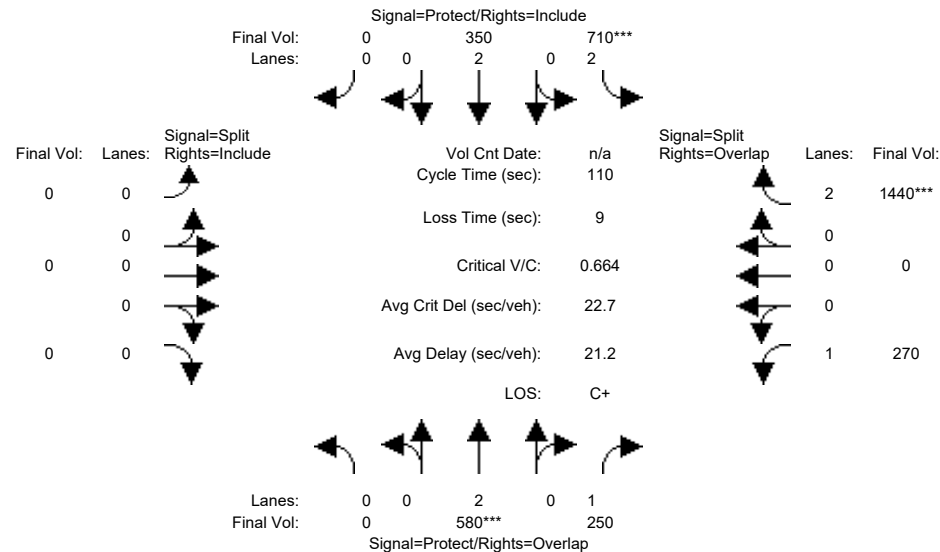 Signal=Protect/Rights=Include
Final Vol: 0 350 710***
Lanes: 0 0 2 0 2
Signal=Split
Final Vol: Lanes: Rights=Include
Vol Cnt Date: n/a
Signal=Split
Rights=Overlap Lanes: Final Vol:
Cycle Time (sec): 110
0 0
2 1440***
Loss Time (sec): 9
0
0
0 0
Critical V/C: 0.664
0 0
0
Avg Crit Del (sec/veh): 22.7
0
0 0
Avg Delay (sec/veh): 21.2
1 270
LOS: C+
Lanes: 0 0 2 0 1
Final Vol: 0 580*** 250
Signal=Protect/Rights=Overlap